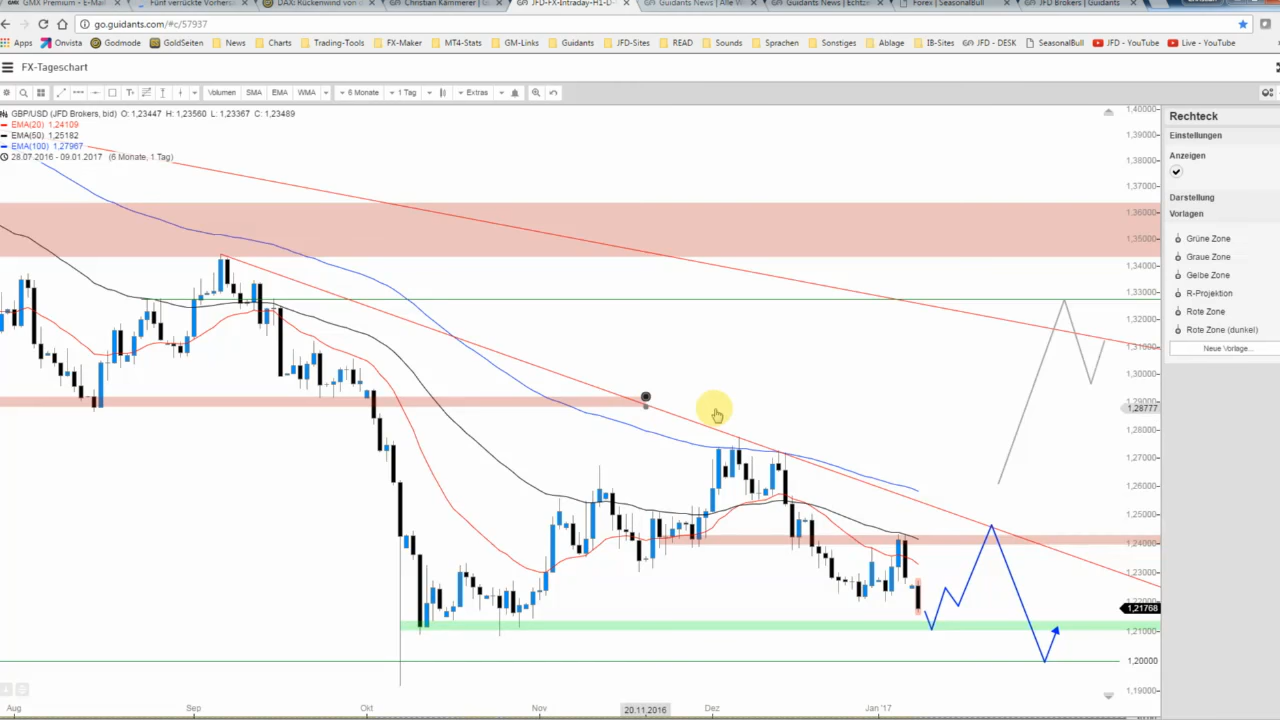 GMX Premium - E-Mail
Fünf verrückte Vorhers
DAX: Rückenwind von d
Christian Kämmerer | G
JFD-FX-Intraday-H1-D
Guidants News | Alle W
Guidants News | Echtz
Forex | SeasonalBull
JFD Brokers | Guidants
go.guidants.com/#c/57937
Apps
Onvista
Godmode
GoldSeiten
News
Charts
Trading-Tools
FX-Maker
MT4-Stats
GM-Links
Guidants
JFD-Sites
READ
Sounds
Sprachen
Sonstiges
Ablage
IB-Sites
JFD - DESK
SeasonalBull
JFD - YouTube
Live - YouTube
FX-Tageschart
Volumen
SMA
EMA
WMA
6 Monate
1 Tag
Extras
GBP/USD (JFD Brokers, bid) O: 1,23447 H: 1,23560 L: 1,23367 C: 1,23489
EMA(20) 1,24109
EMA(50) 1,25182
EMA(100) 1,27967
28.07.2016 - 09.01.2017 (6 Monate, 1 Tag)
1,40000
1,39000
1,38000
1,37000
1,36000
1,35000
1,34000
1,33000
1,32000
1,31000
1,30000
1,29000
1,28777
1,28000
1,27000
1,26000
1,25000
1,24000
1,23000
1,22000
1,21768
1,21000
1,20000
1,19000
Aug
Sep
Okt
Nov
20.11.2016
Dez
Jan '17
Rechteck
Einstellungen
Anzeigen
Darstellung
Vorlagen
Grüne Zone
Graue Zone
Gelbe Zone
R-Projektion
Rote Zone
Rote Zone (dunkel)
Neue Vorlage...